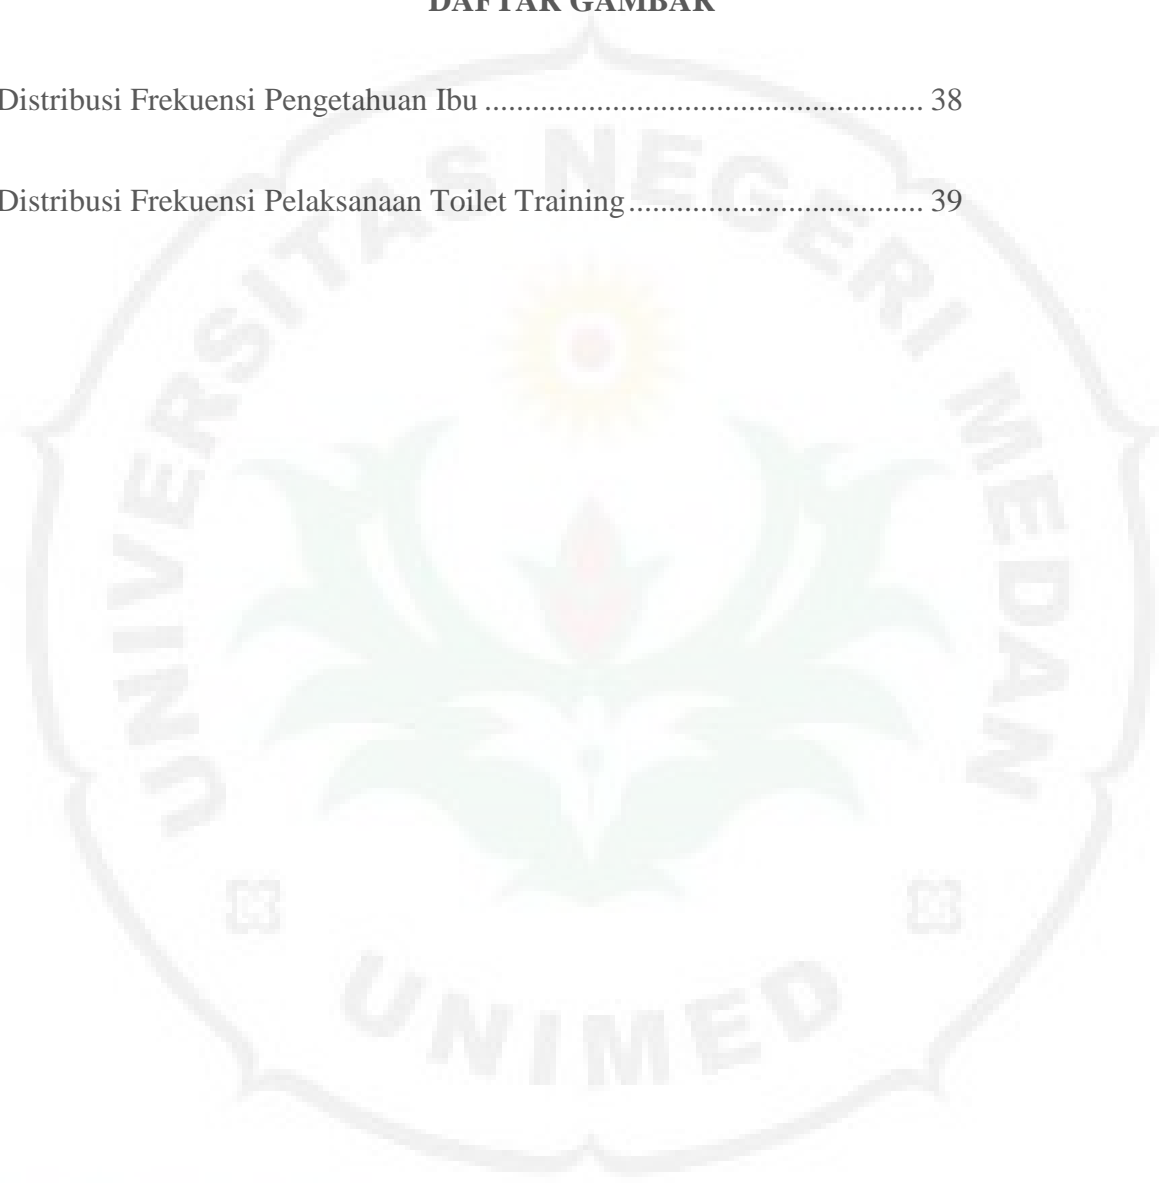 DAFTAR GAMBAR
Distribusi Frekuensi Pengetahuan Ibu ....................................................... 38
Distribusi Frekuensi Pelaksanaan Toilet Training..................................... 39
UNIVERSITAS NEGERI MEDAN
UNIMED